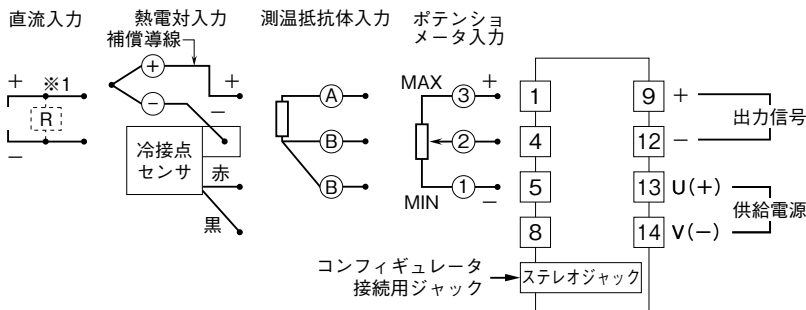 直流入力
熱電対入力
補償導線
測温抵抗体入力
ポテンショ
メータ入力
+
※1
R
−
+
−
+
−
冷接点
センサ
赤
黒
A
B
B
MAX
3
+
2
MIN
1
−
1
4
5
8
9
+
12
−
出力信号
13
U(+)
14
V(−)
供給電源
コンフィギュレータ
接続用ジャック
ステレオジャック